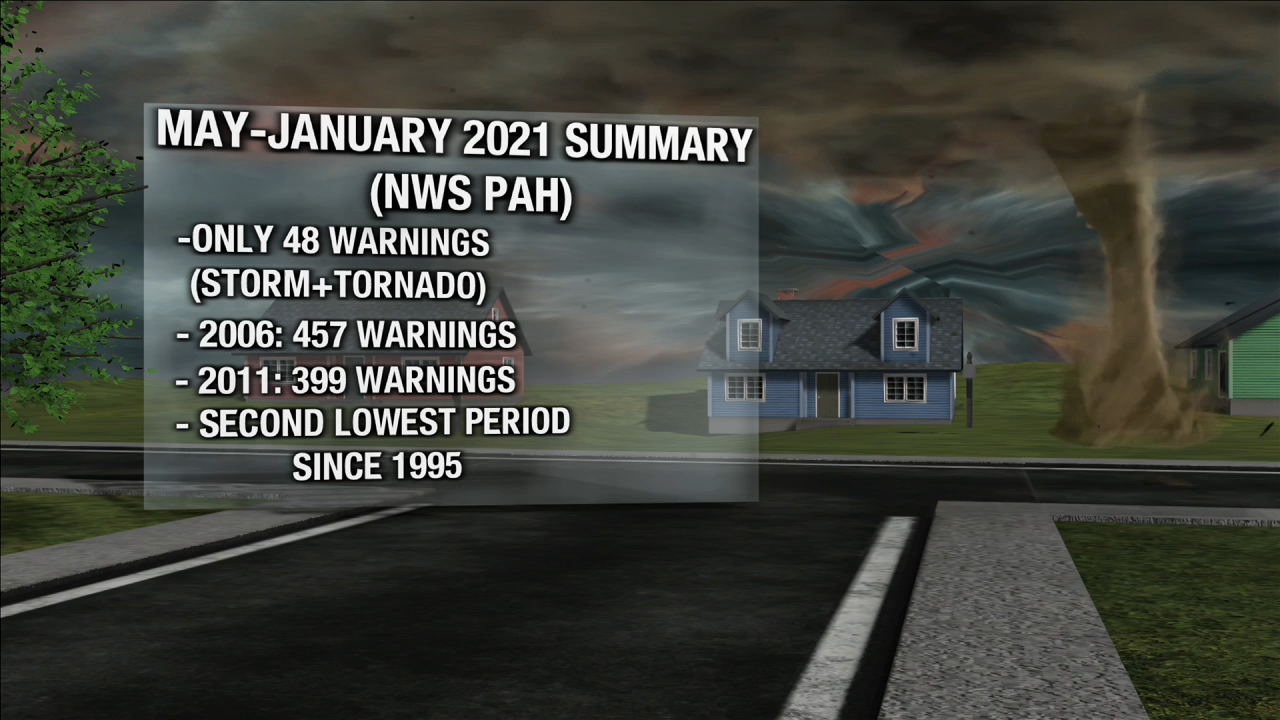 MAY-JANUARY 2021 SUMMARY
(NWS PAH)
-ONLY 48 WARNINGS
(STORM+TORNADO)
- 2006: 457 WARNINGS
- 2011: 399 WARNINGS
- SECOND LOWEST PERIOD
SINCE 1995